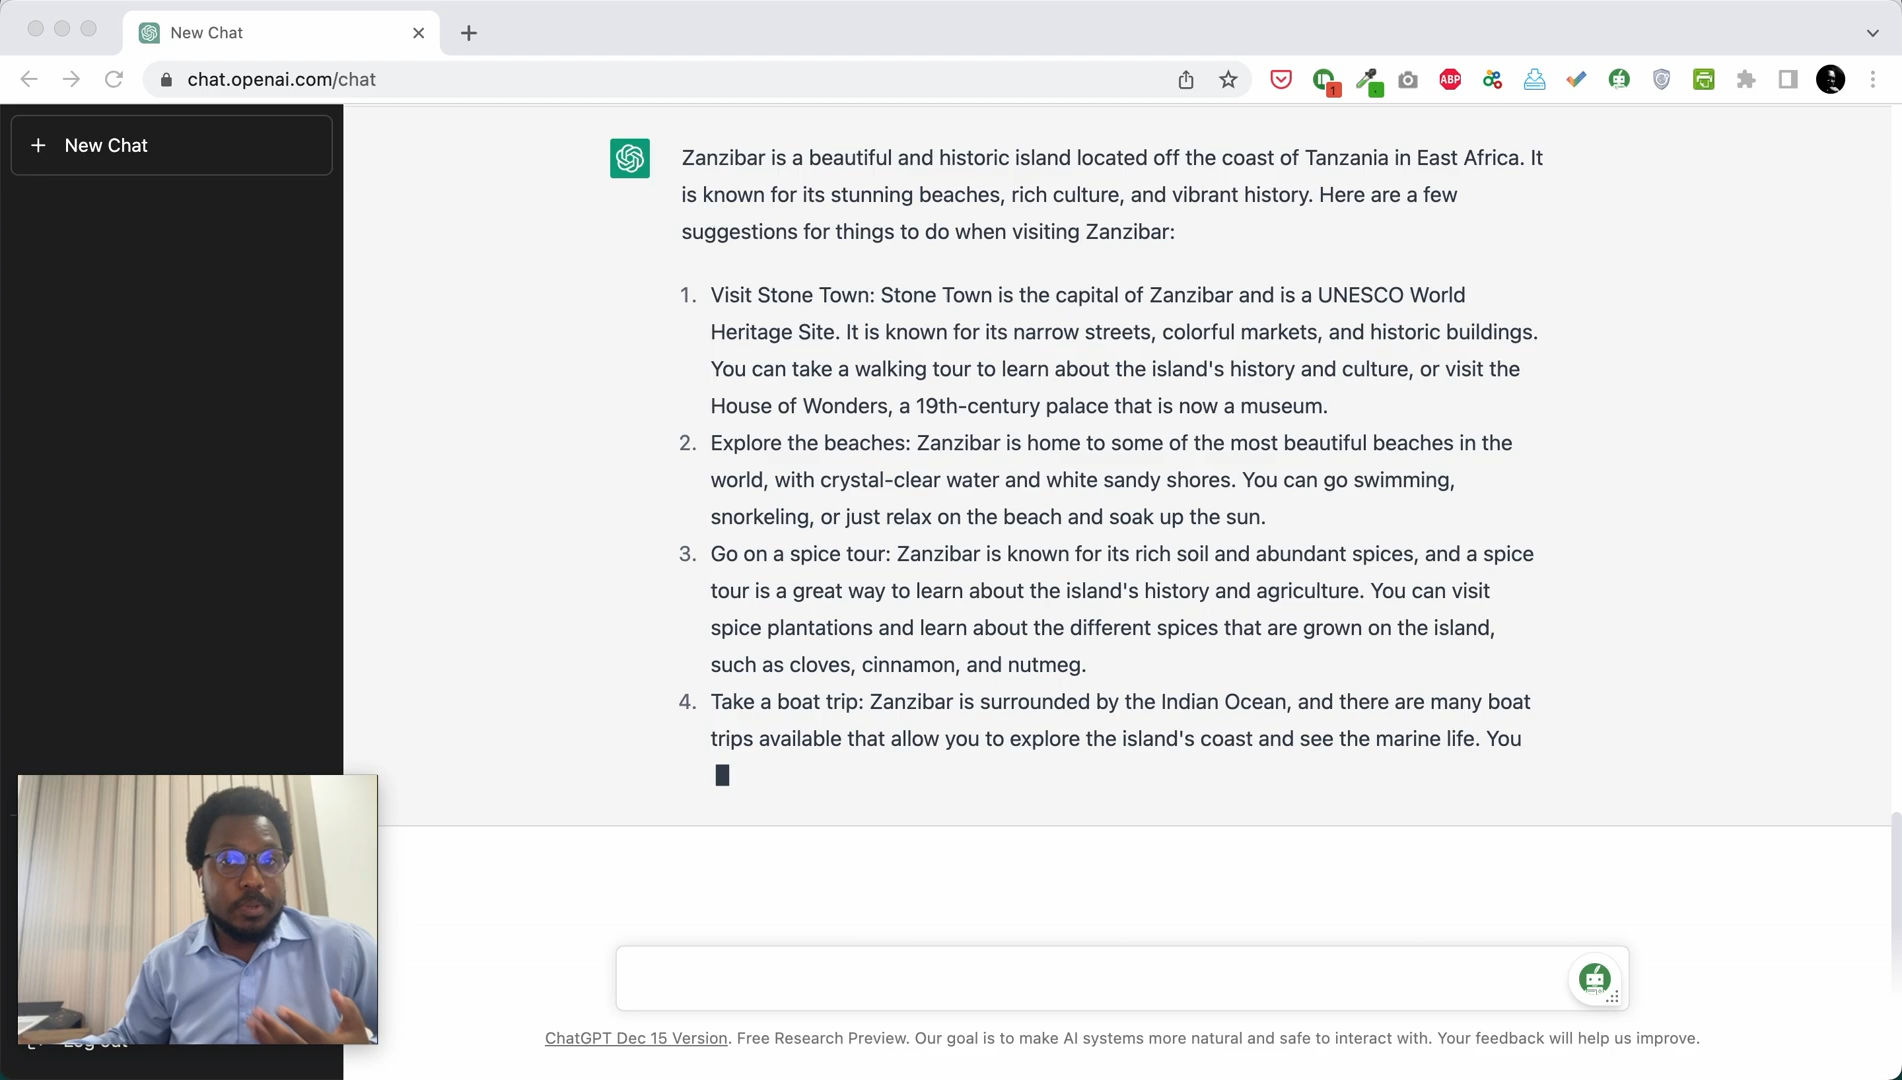 New Chat
chat.openai.com/chat
1
ABP
New Chat
Zanzibar is a beautiful and historic island located off the coast of Tanzania in East Africa. It
is known for its stunning beaches, rich culture, and vibrant history. Here are a few
suggestions for things to do when visiting Zanzibar:
1. Visit Stone Town: Stone Town is the capital of Zanzibar and is a UNESCO World
Heritage Site. It is known for its narrow streets, colorful markets, and historic buildings.
You can take a walking tour to learn about the island's history and culture, or visit the
House of Wonders, a 19th-century palace that is now a museum.
2. Explore the beaches: Zanzibar is home to some of the most beautiful beaches in the
world, with crystal-clear water and white sandy shores. You can go swimming,
snorkeling, or just relax on the beach and soak up the sun.
3. Go on a spice tour: Zanzibar is known for its rich soil and abundant spices, and a spice
tour is a great way to learn about the island's history and agriculture. You can visit
spice plantations and learn about the different spices that are grown on the island,
such as cloves, cinnamon, and nutmeg.
4. Take a boat trip: Zanzibar is surrounded by the Indian Ocean, and there are many boat
trips available that allow you to explore the island's coast and see the marine life. You
ChatGPT Dec 15 Version. Free Research Preview. Our goal is to make AI systems more natural and safe to interact with. Your feedback will help us improve.